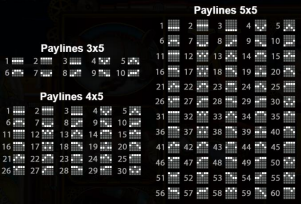 Paylines 3x5
1 2 3 4 5
6 7 8 9 10
Paylines 4x5
1 2 3 4 5
6 7 8 9 10
11 12 13 14 15
16 17 18 19 20
21 22 23 24 25
26 27 28 29 30
Paylines 5x5
1 2 3 4 5
6 7 8 9 10
11 12 13 14 15
16 17 18 19 20
21 22 23 24 25
26 27 28 29 30
31 32 33 34 35
36 37 38 39 40
41 42 43 44 45
46 47 48 49 50
51 52 53 54 55
56 57 58 59 60